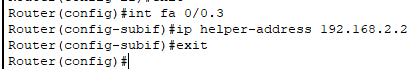 Router(config)#int fa 0/0.3
Router(config-subif)#ip helper-address 192.168.2.2
Router(config-subif)#exit
Router(config)#